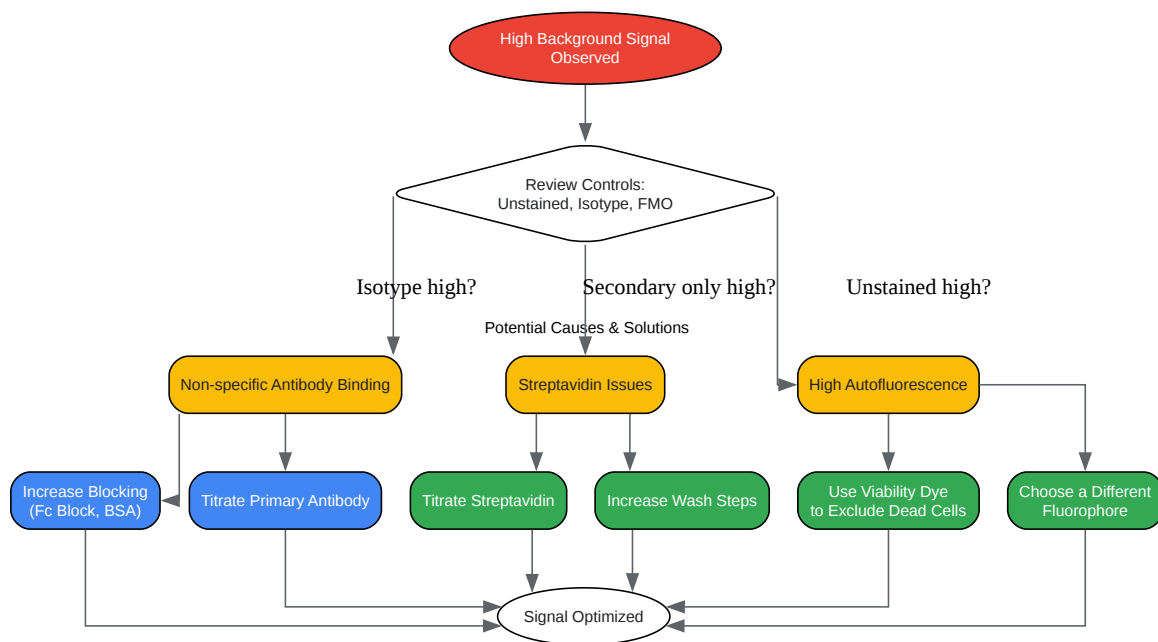 High Background Signal
Observed
Review Controls:
Unstained, Isotype, FMO
Isotype high?
Secondary only high?
Unstained high?
Potential Causes & Solutions
Non-specific Antibody Binding
Streptavidin Issues
High Autofluorescence
Increase Blocking
(Fc Block, BSA)
Titrate Primary Antibody
Titrate Streptavidin
Increase Wash Steps
Use Viability Dye
to Exclude Dead Cells
Choose a Different
Fluorophore
Signal Optimized